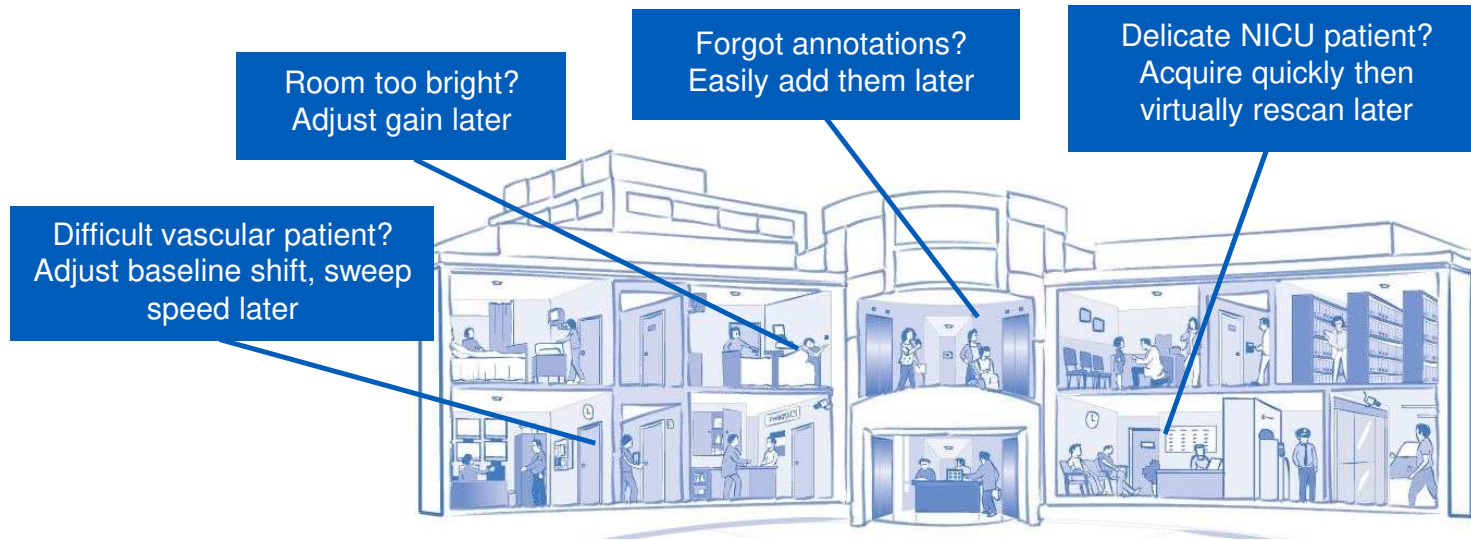 Forgot annotations?
Easily add them later
Delicate NICU patient?
Acquire quickly then
virtually rescan later
Room too bright?
Adjust gain later
Difficult vascular patient?
Adjust baseline shift, sweep
speed later
PHARMACY